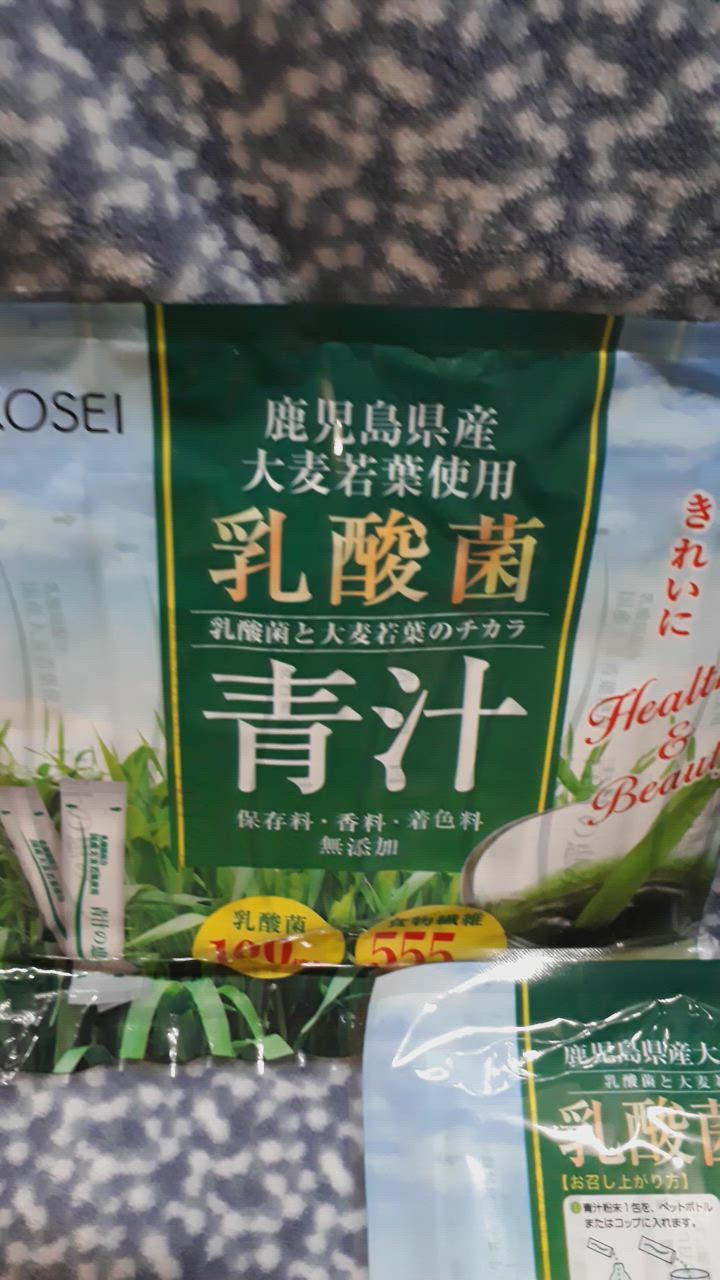 KOSEI
鹿児島県産
大麦若葉使用
乳酸菌
乳酸菌と大麦若葉のチカラ
青汁
保存料・香料・着色料
無添加
きれいに
Health
&
Beauty
乳酸菌
食物繊維
555
鹿児島県産大
乳酸菌と大麦
乳酸菌
【お召し上がり方】
青汁粉末1包を、ペットボトル
またはコップに入れます。